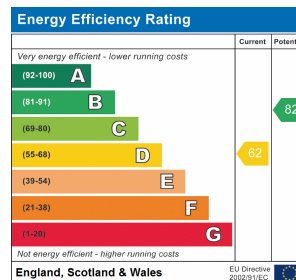 Energy Efficiency Rating
Current Potent
Very energy efficient - lower running costs
(92-100) A
(81-91) B
82
(69-80) C
(55-68) D
62
(39-54) E
(21-38) F
(1-20) G
Not energy efficient - higher running costs
England, Scotland & Wales
EU Directive
2002/91/EC